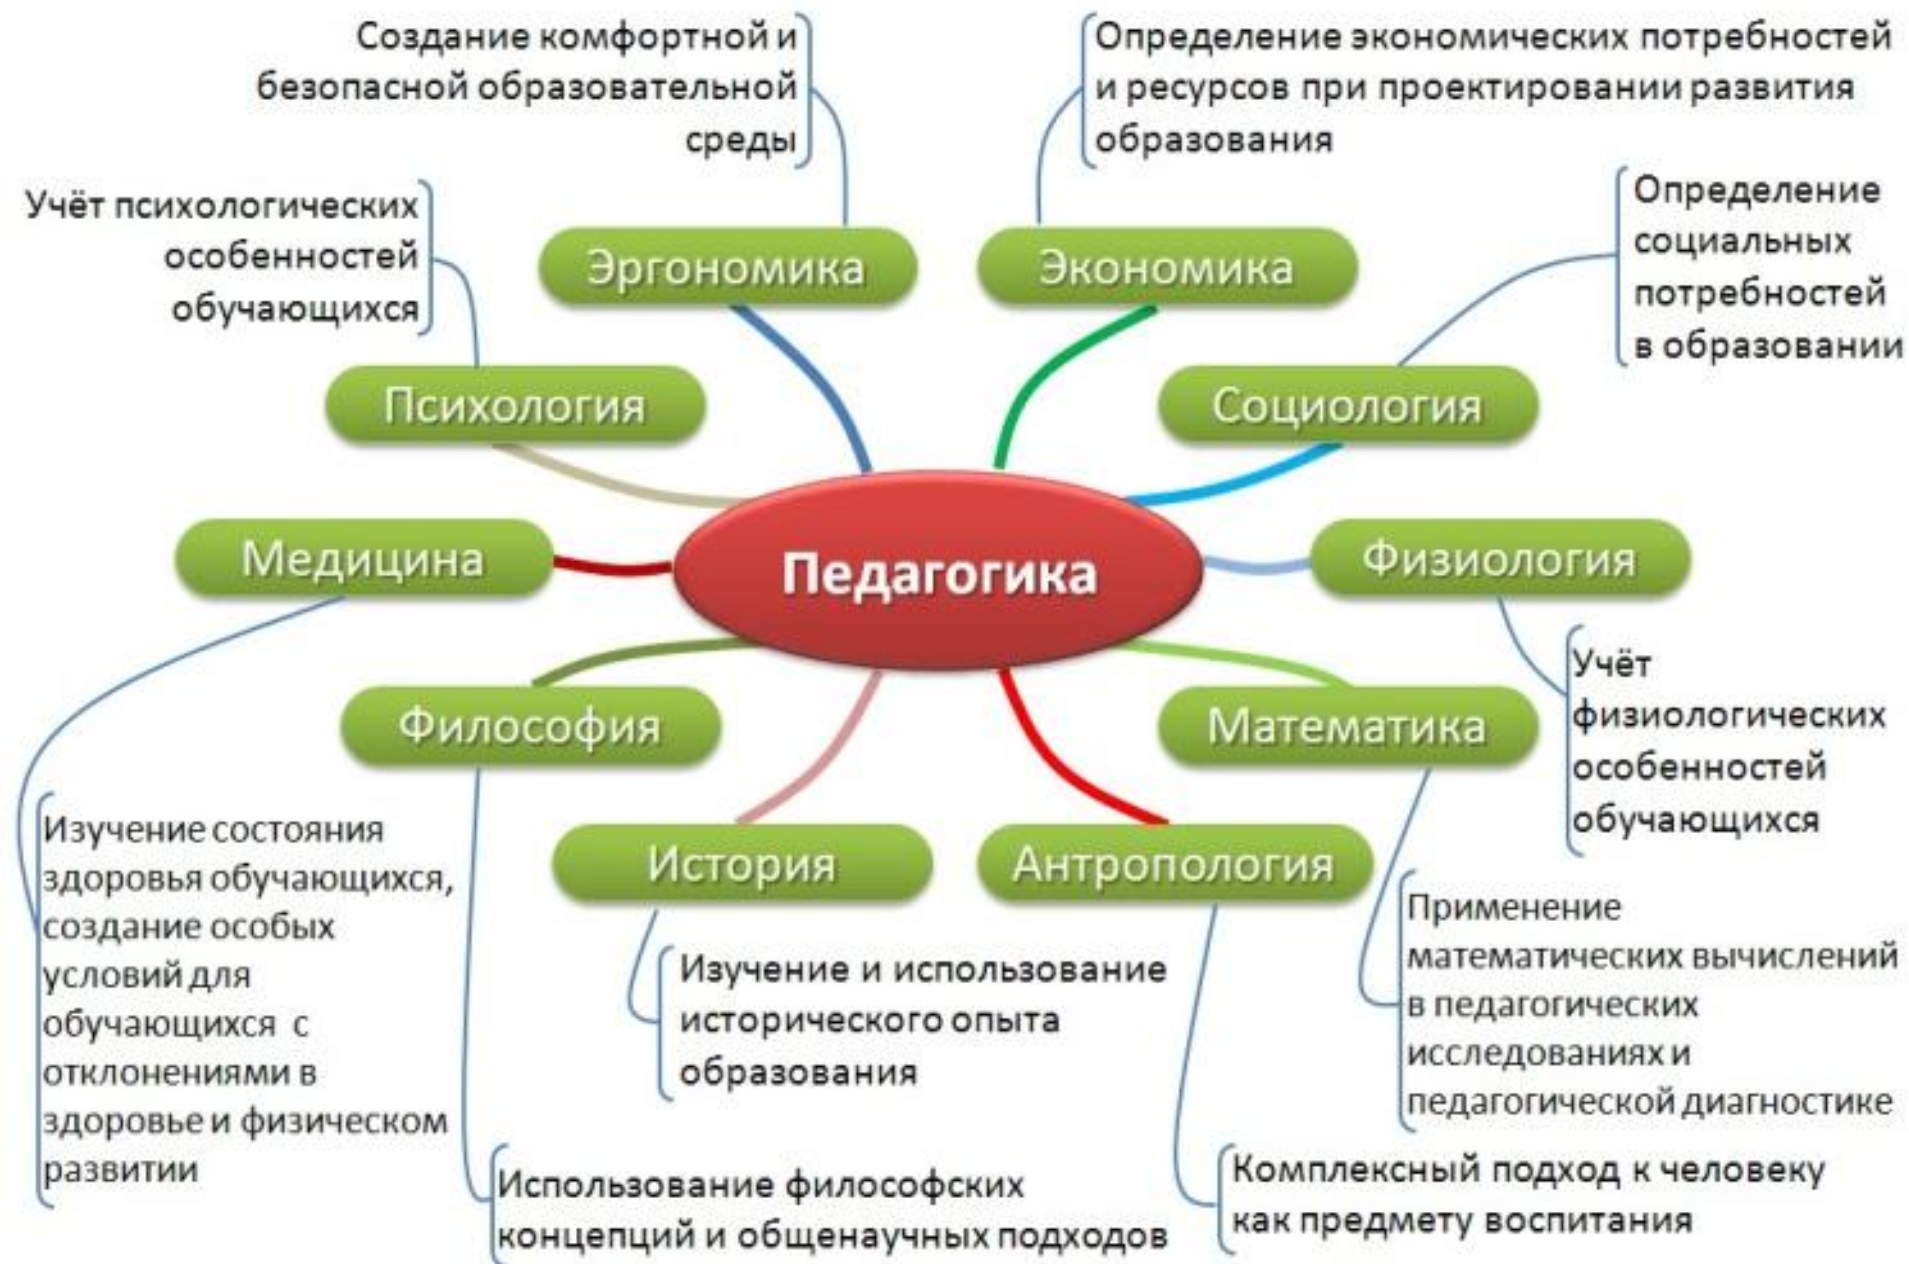 Создание комфортной и
безопасной образовательной
среды
Определение экономических потребностей
и ресурсов при проектировании развития
образования
Учёт психологических
особенностей
обучающихся
Определение
социальных
потребностей
в образовании
Эргономика
Экономика
Психология
Социология
Медицина
Педагогика
Физиология
Учёт
физиологических
особенностей
обучающихся
Философия
Математика
История
Антропология
Изучение состояния
здоровья обучающихся,
создание особых
условий для
обучающихся с
отклонениями в
здоровье и физическом
развитии
Изучение и использование
исторического опыта
образования
Применение
математических вычислений
в педагогических
исследованиях и
педагогической диагностике
Использование философских
концепций и общенаучных подходов
Комплексный подход к человеку
как предмету воспитания